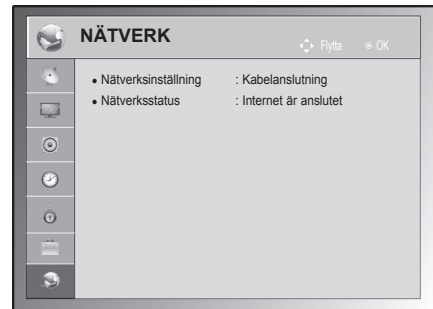 NÄTVERK
Flytta OK
• Nätverksinställning : Kabelanslutning
• Nätverksstatus : Internet är anslutet